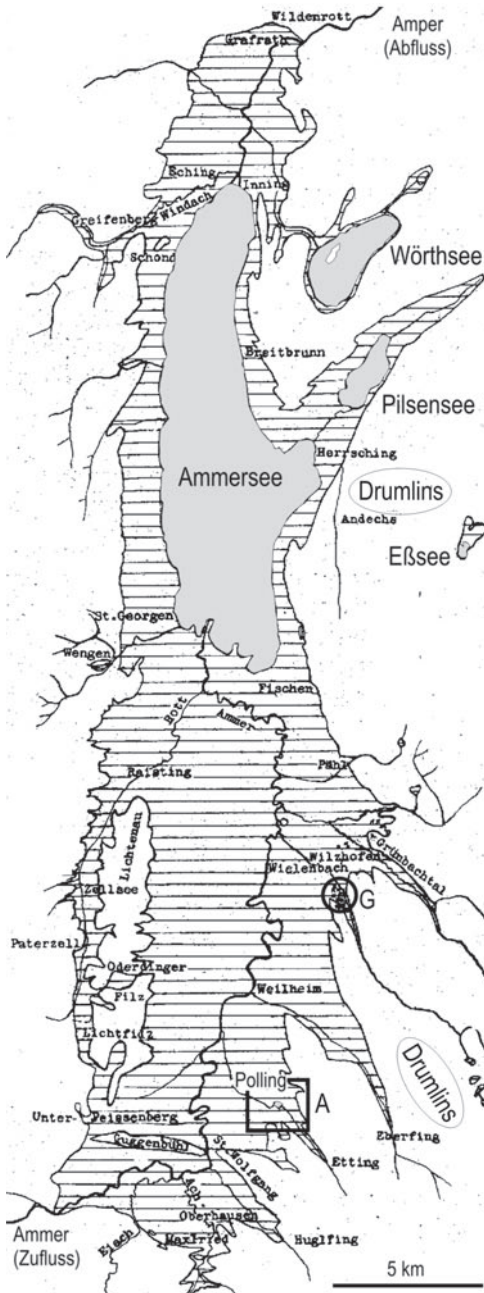 Wildenrott
Amper
(Abfluss)
Grafrath
Eching
Inning
Windach
Greifenberg
Schond
Wörthsee
Breitbrunn
Pilsensee
Herrsching
Ammersee
Drumlins
Andechs
Eßsee
St.Georgen
Wengen
Fischen
Rott
Ammer
Pähl
Raisting
Lichtenau
Grünbachtal
Wilzhofen
Wielenbach
Zellsee
G
Paterzell
Oderdinger
Filz
Weilheim
Lichtfilz
Drumlins
Polling
A
Unter-
Peissenberg
Eberfing
Guggenbühl
St.Wolfgang
Etting
Ach
Ammer
(Zufluss)
Oberhausen
Eiach
Maxlried
Huglfing
5 km